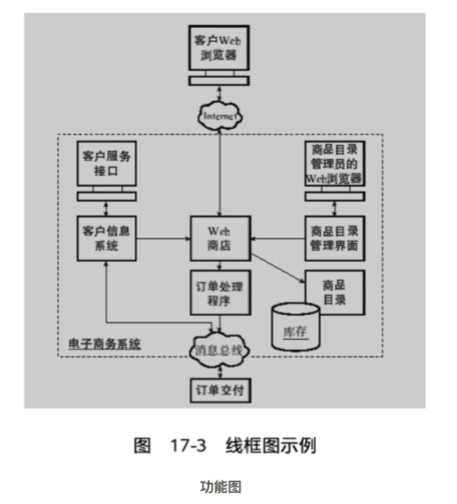 客户Web
浏览器
Internet
客户服务
接口
商品目录
管理员的
Web浏览器
客户信息
系统
Web
商店
商品目录
管理界面
订单处理
程序
商品
目录
库存
电子商务系统
消息总线
订单交付
图 17-3 线框图示例
功能图